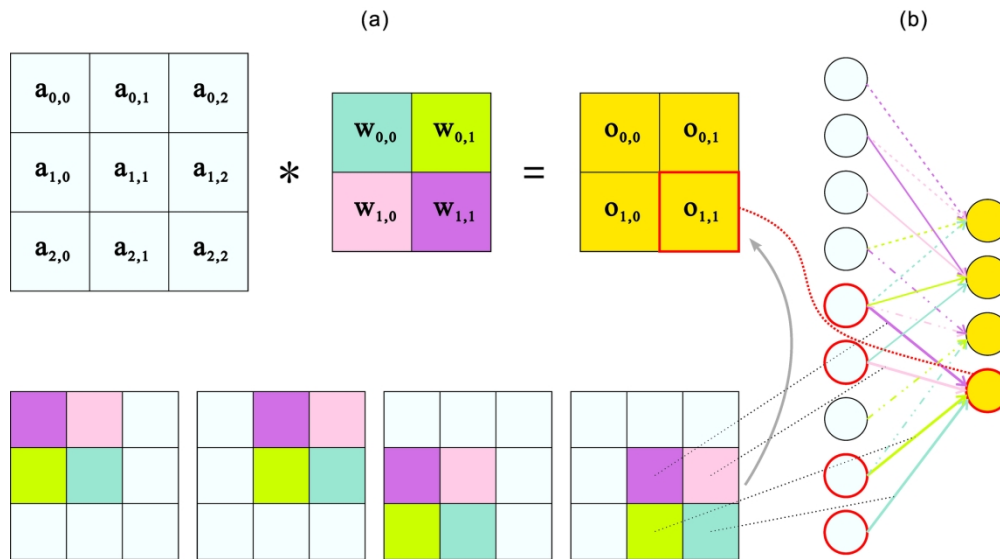 (a) (b)
a0,0 a0,1 a0,2
w0,0 w0,1 o0,0 o0,1
a1,0 a1,1 a1,2 * =
w1,0 w1,1 o1,0 o1,1
a2,0 a2,1 a2,2